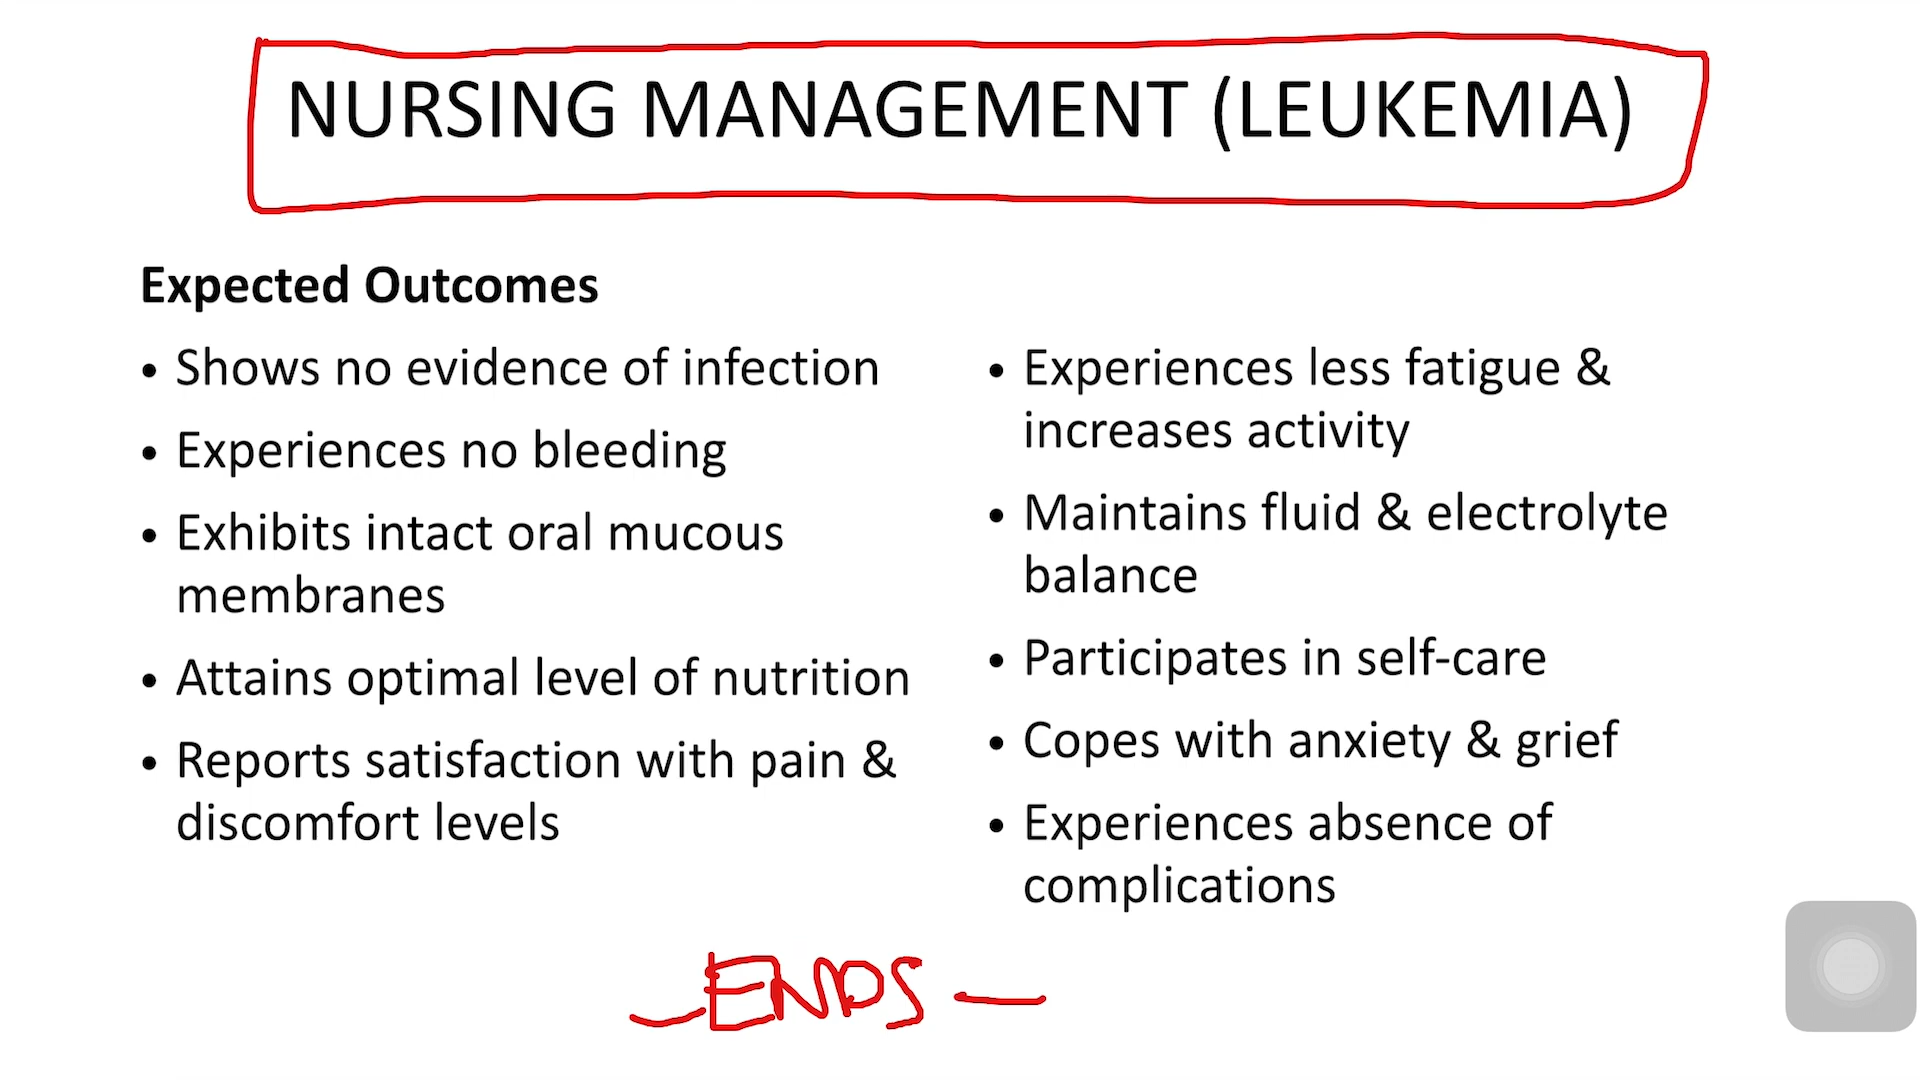 NURSING MANAGEMENT (LEUKEMIA)
Expected Outcomes
• Shows no evidence of infection
• Experiences no bleeding
• Exhibits intact oral mucous
membranes
• Attains optimal level of nutrition
• Reports satisfaction with pain &
discomfort levels
• Experiences less fatigue &
increases activity
• Maintains fluid & electrolyte
balance
• Participates in self-care
• Copes with anxiety & grief
• Experiences absence of
complications
— ENDS —